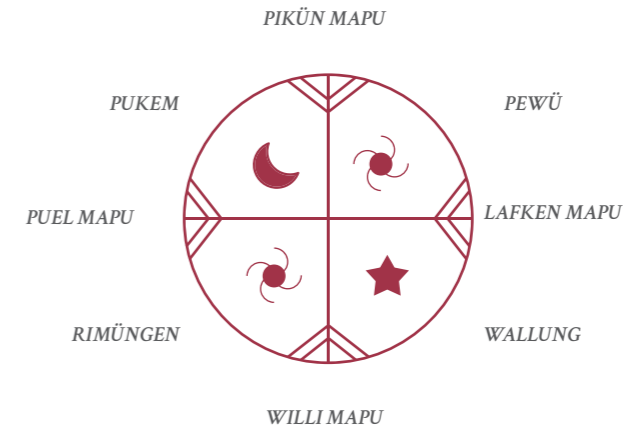 PIKÜN MAPU
PUKEM
PEWÜ
PUEL MAPU
LAFKEN MAPU
RIMÜNGEN
WALLUNG
WILLI MAPU